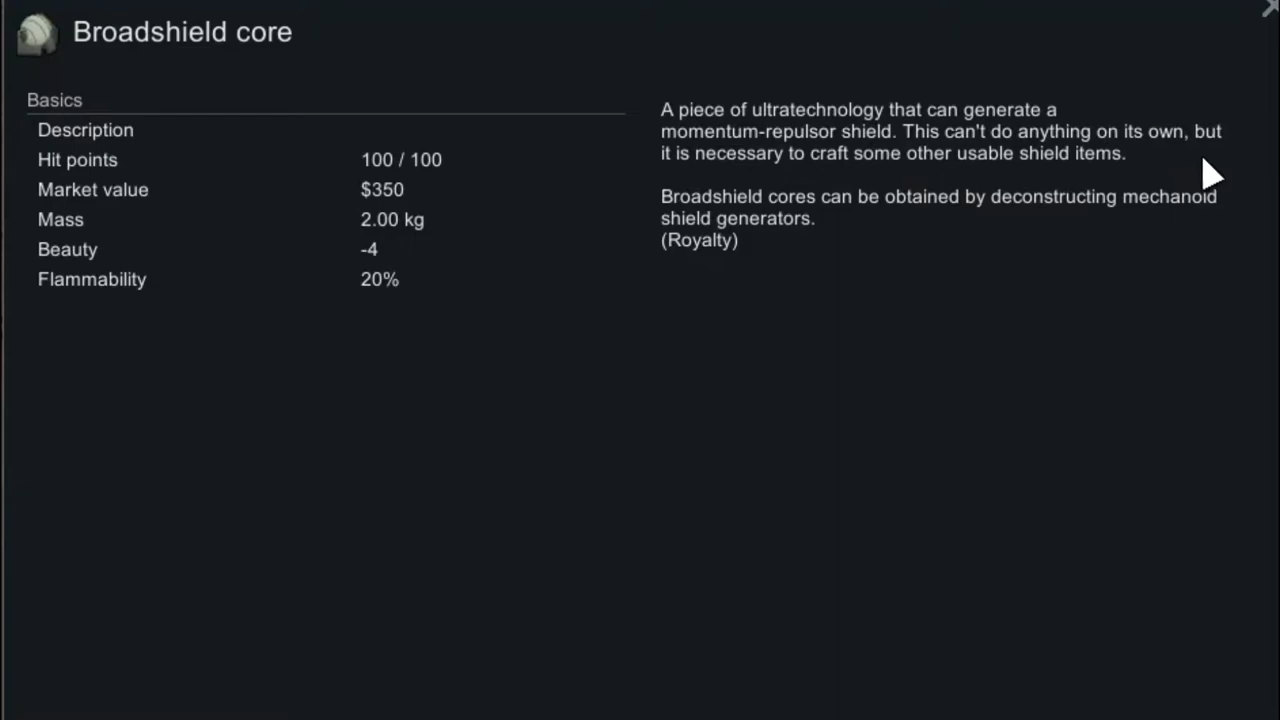 Broadshield core
Basics
Description
Hit points 100 / 100
Market value $350
Mass 2.00 kg
Beauty -4
Flammability 20%
A piece of ultratechnology that can generate a
momentum-repulsor shield. This can't do anything on its own, but
it is necessary to craft some other usable shield items.
Broadshield cores can be obtained by deconstructing mechanoid
shield generators.
(Royalty)